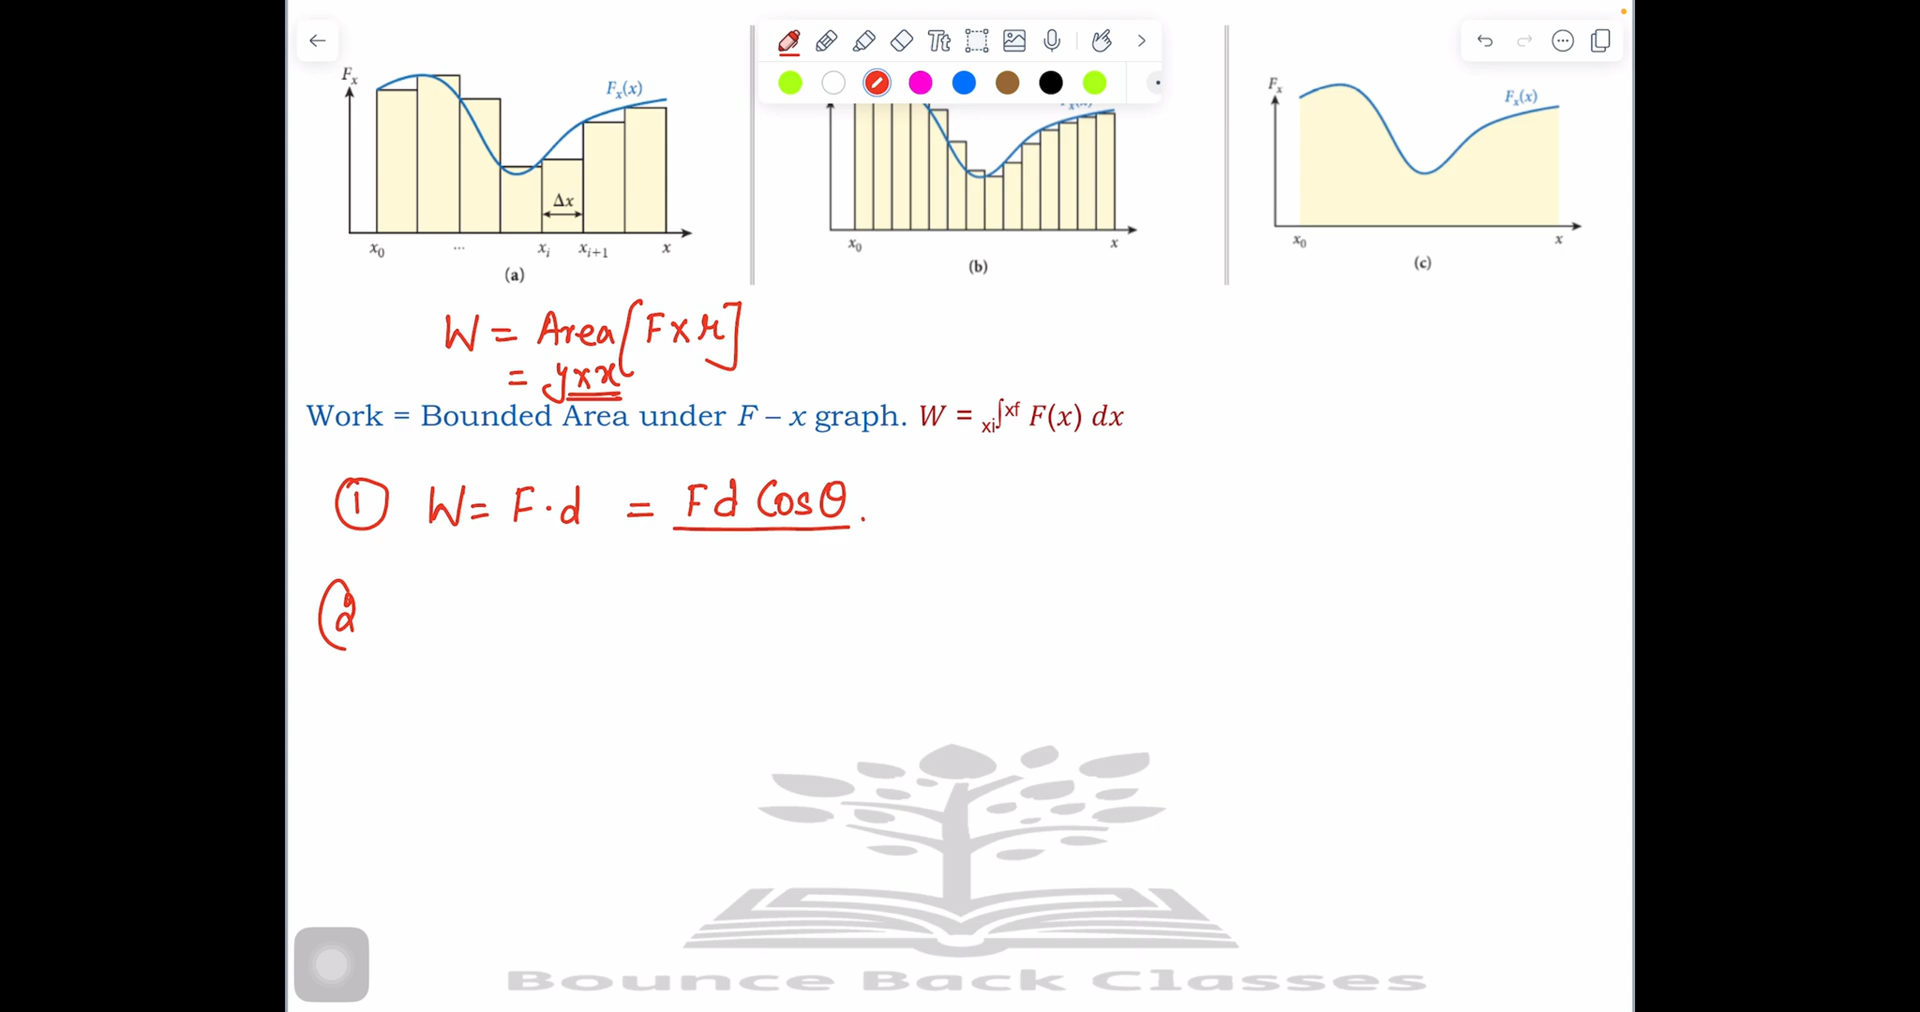 Tt
Fₓ
Fₓ(x)
Δx
x₀ ... xᵢ xᵢ₊₁ x
(a)
x₀ x
(b)
Fₓ
Fₓ(x)
x₀ x
(c)
W = Area [F × x]
= y × x
Work = Bounded Area under F – x graph. W = xi∫xf F(x) dx
① W = F · d = Fd Cosθ.
(2
Bounce Back Classes